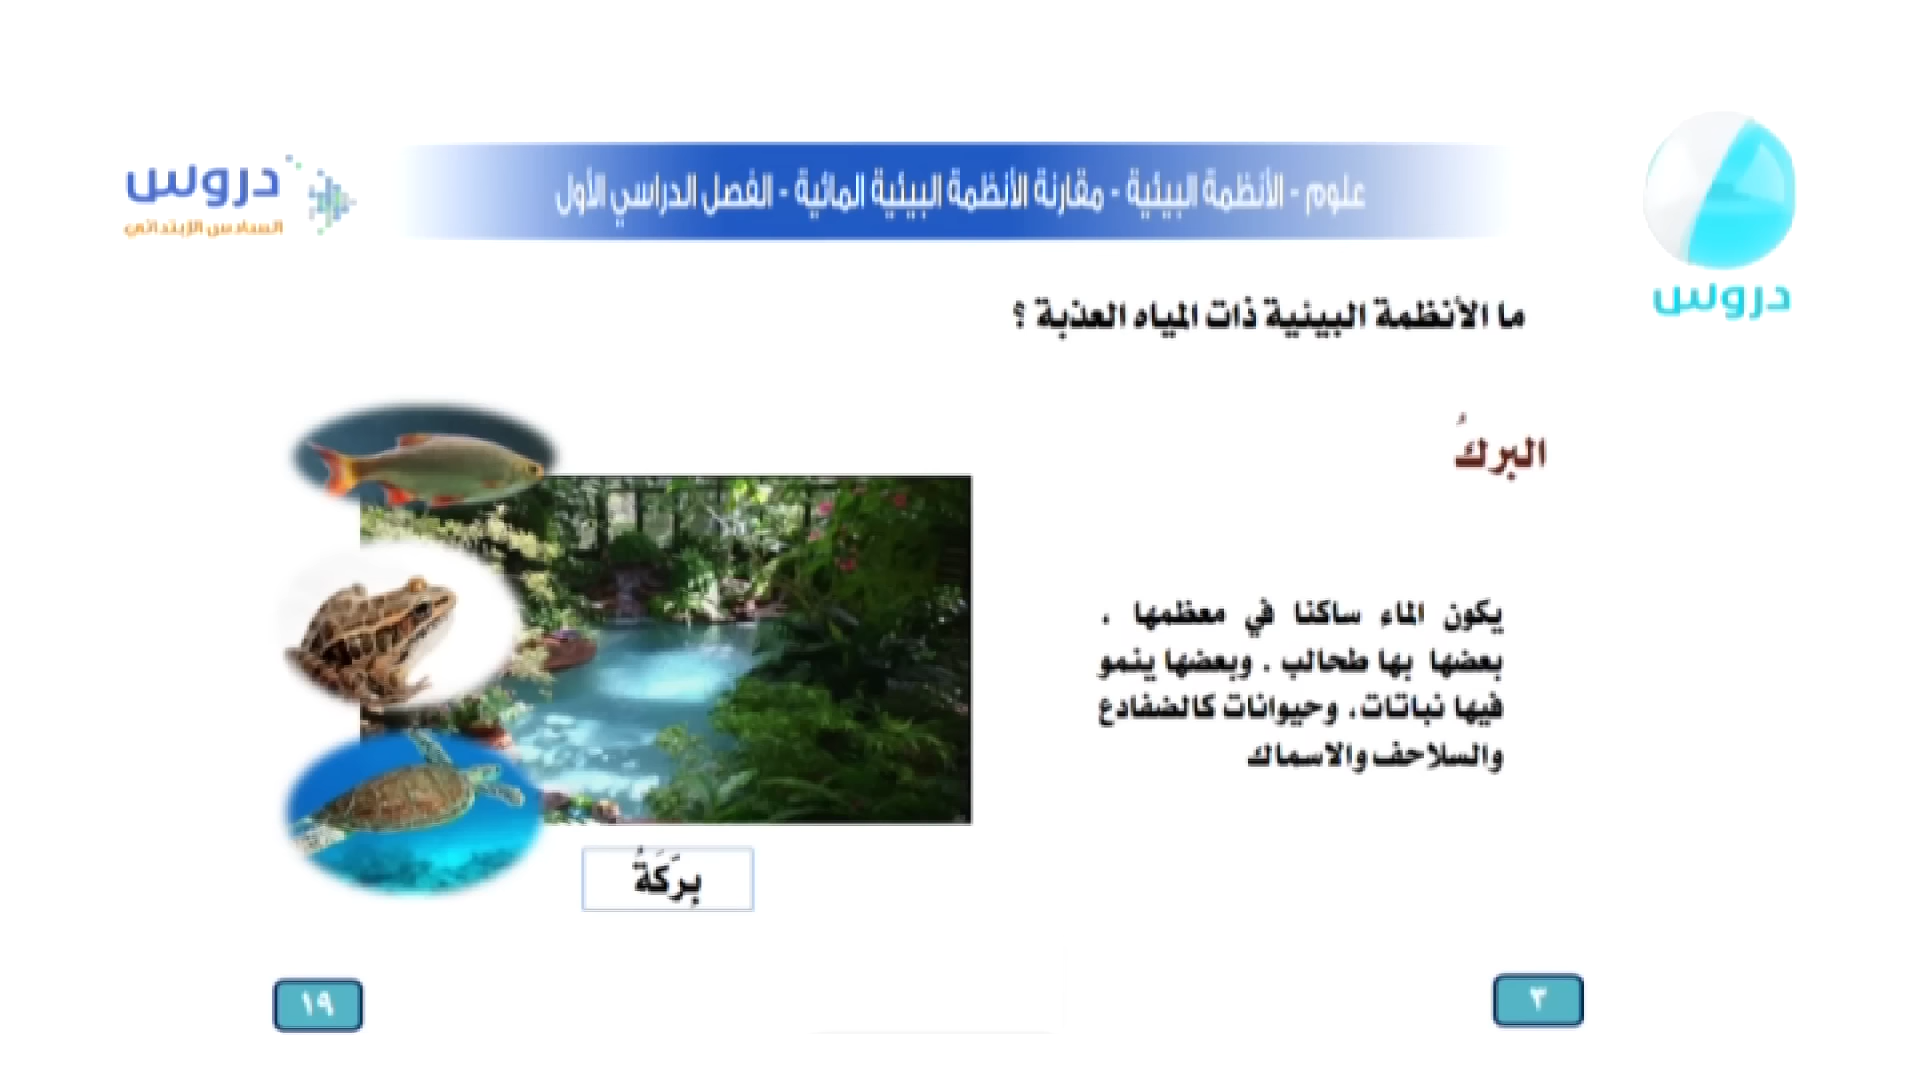 دروس
السادس الابتدائي
علوم - الأنظمة البيئية - مقارنة الأنظمة البيئية المائية - الفصل الدراسي الأول
دروس
ما الأنظمة البيئية ذات المياه العذبة ؟
البركُ
يكون الماء ساكنا في معظمها ،
بعضها بها طحالب . وبعضها ينمو
فيها نباتات، وحيوانات كالضفادع
والسلاحف والاسماك
بِركَةُ
١٩
٣